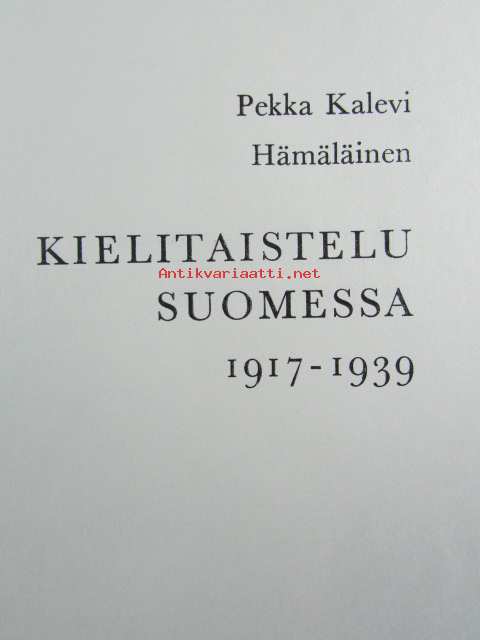 Pekka Kalevi
Hämäläinen
KIELITAISTELU
Antikvariaatti.net
SUOMESSA
1917-1939